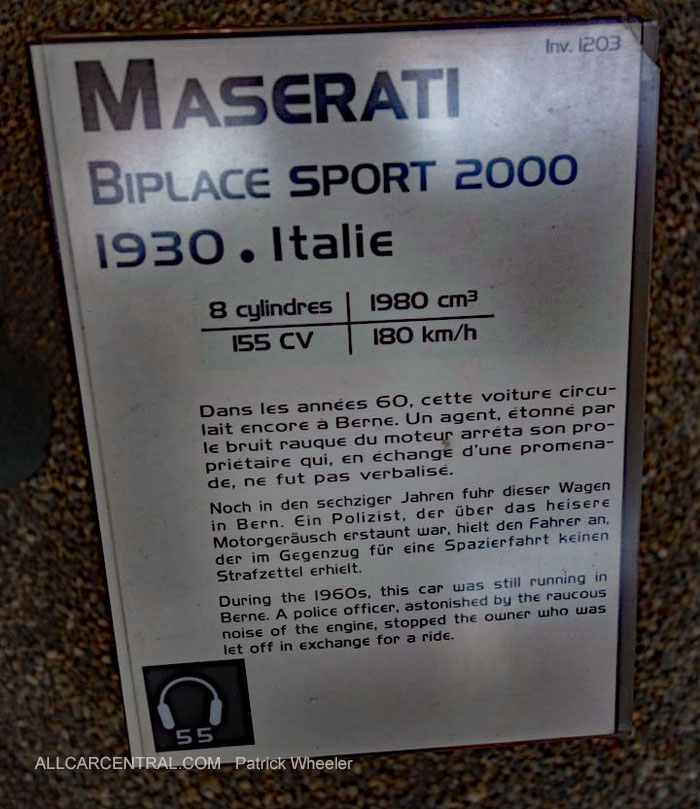 Inv. 1203
MASERATI
BIPLACE SPORT 2000
1930 . Italie
8 cylindres | 1980 cm³
155 CV | 180 km/h
Dans les années 60, cette voiture circu-
lait encore à Berne. Un agent, étonné par
le bruit rauque du moteur arrêta son pro-
priétaire qui, en échange d'une promena-
de, ne fut pas verbalisé.
Noch in den sechziger Jahren fuhr dieser Wagen
in Bern. Ein Polizist, der über das heisere
Motorgeräusch erstaunt war, hielt den Fahrer an,
der im Gegenzug für eine Spazierfahrt keinen
Strafzettel erhielt.
During the 1960s, this car was still running in
Berne. A police officer, astonished by the raucous
noise of the engine, stopped the owner who was
let off in exchange for a ride.
55
ALLCARCENTRAL.COM Patrick Wheeler